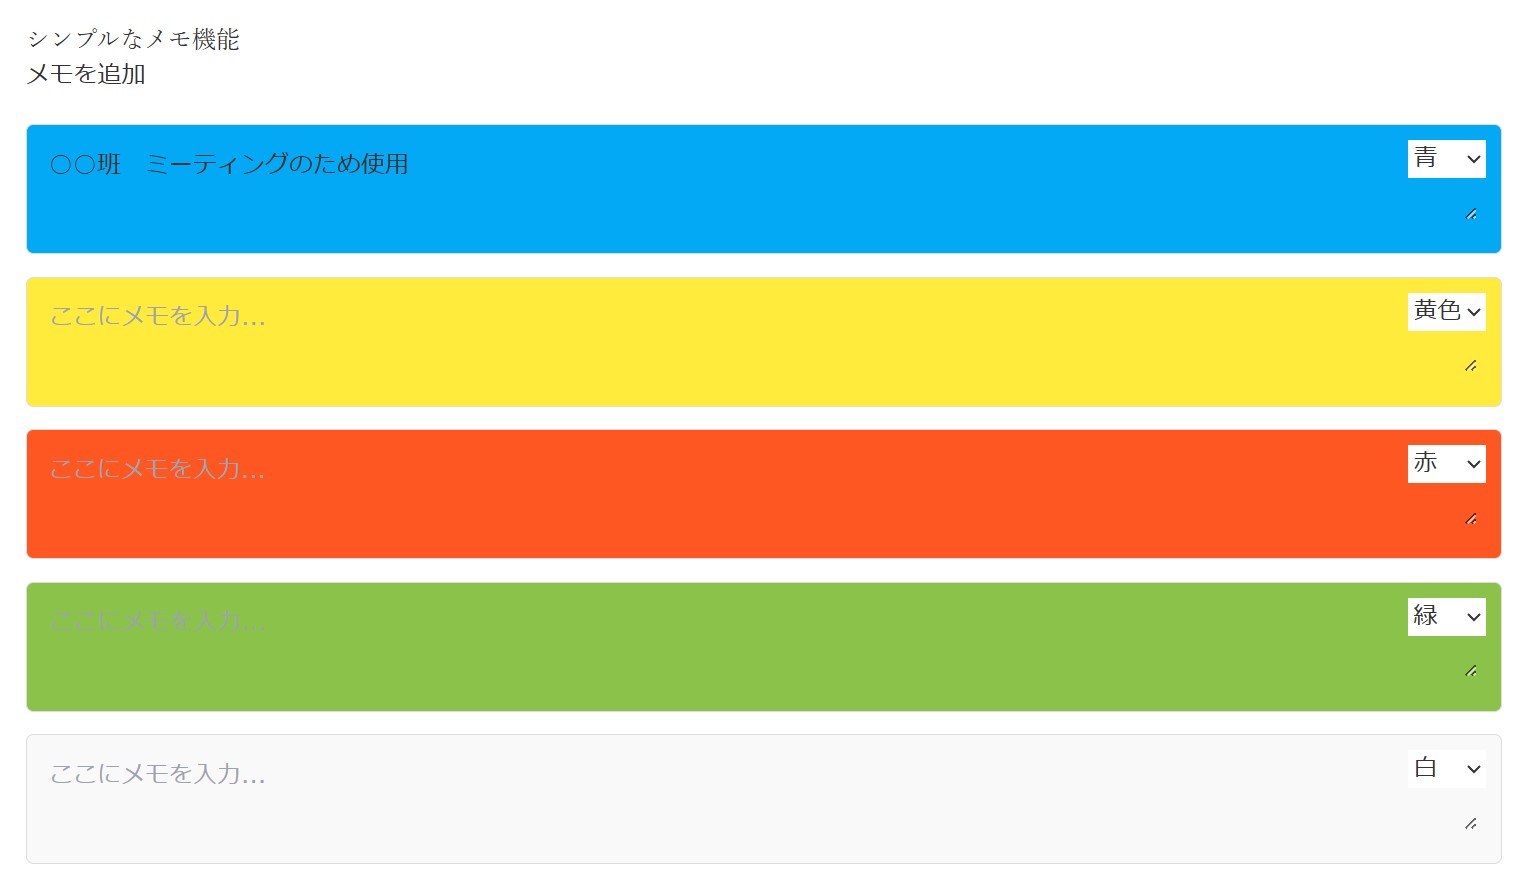 シンプルなメモ機能
メモを追加
○○班　ミーティングのため使用
青
ここにメモを入力...
黄色
ここにメモを入力...
赤
ここにメモを入力...
緑
ここにメモを入力...
白